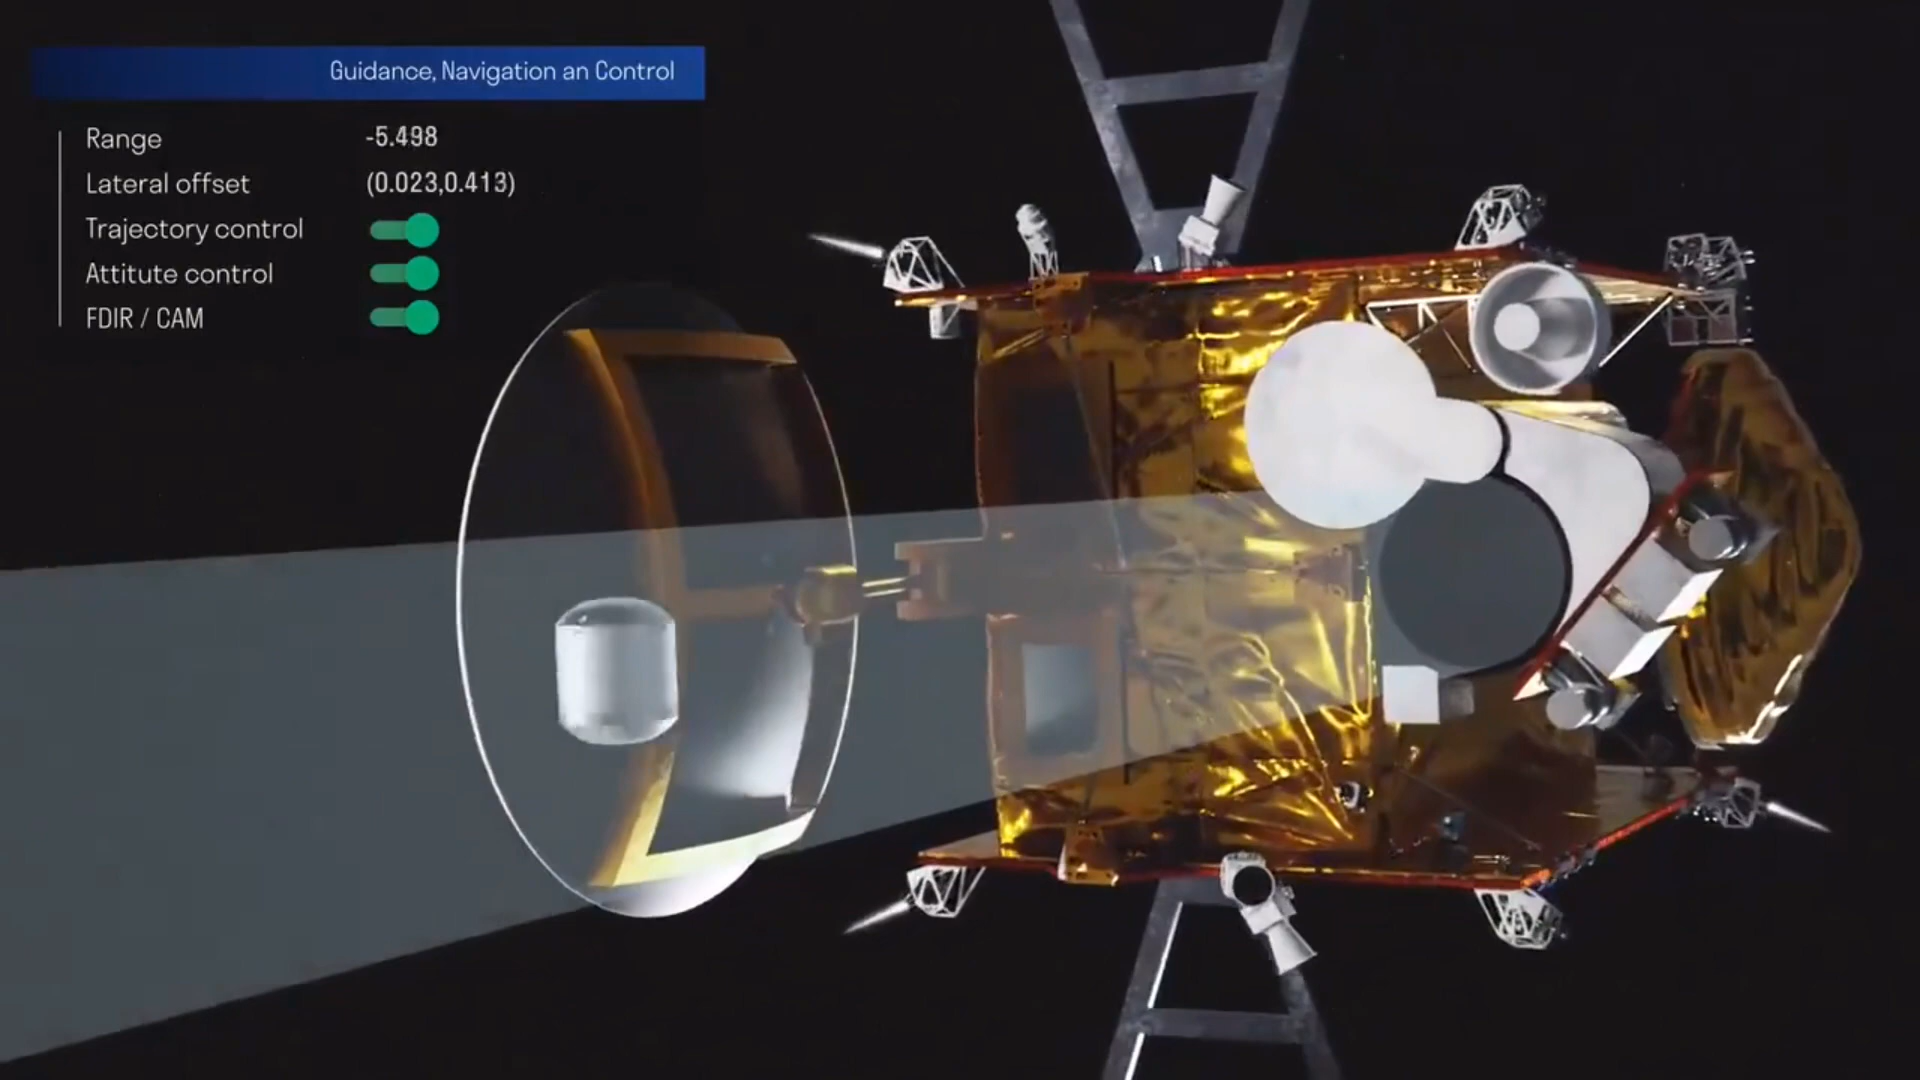 Guidance, Navigation an Control
Range -5.498
Lateral offset (0.023,0.413)
Trajectory control
Attitute control
FDIR / CAM